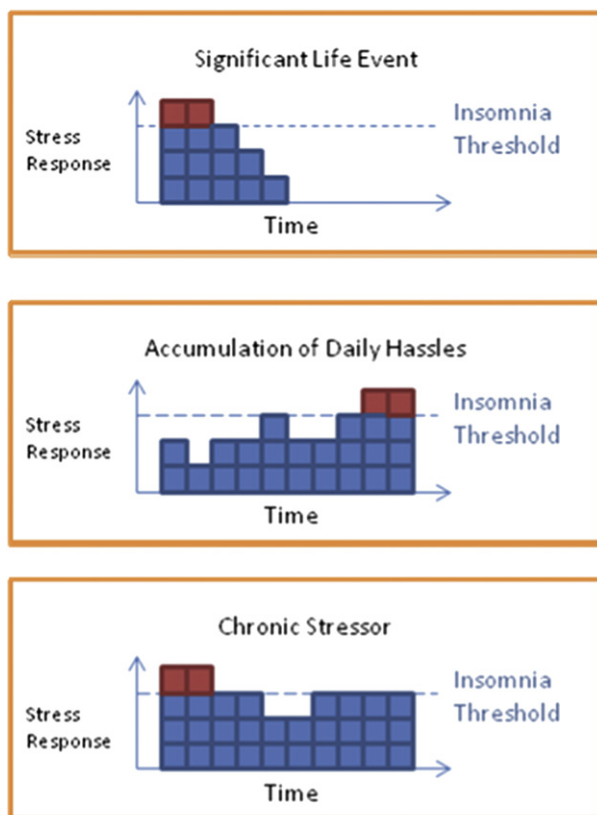 Significant Life Event
Stress
Response
Insomnia
Threshold
Time
Accumulation of Daily Hassles
Stress
Response
Insomnia
Threshold
Time
Chronic Stressor
Stress
Response
Insomnia
Threshold
Time